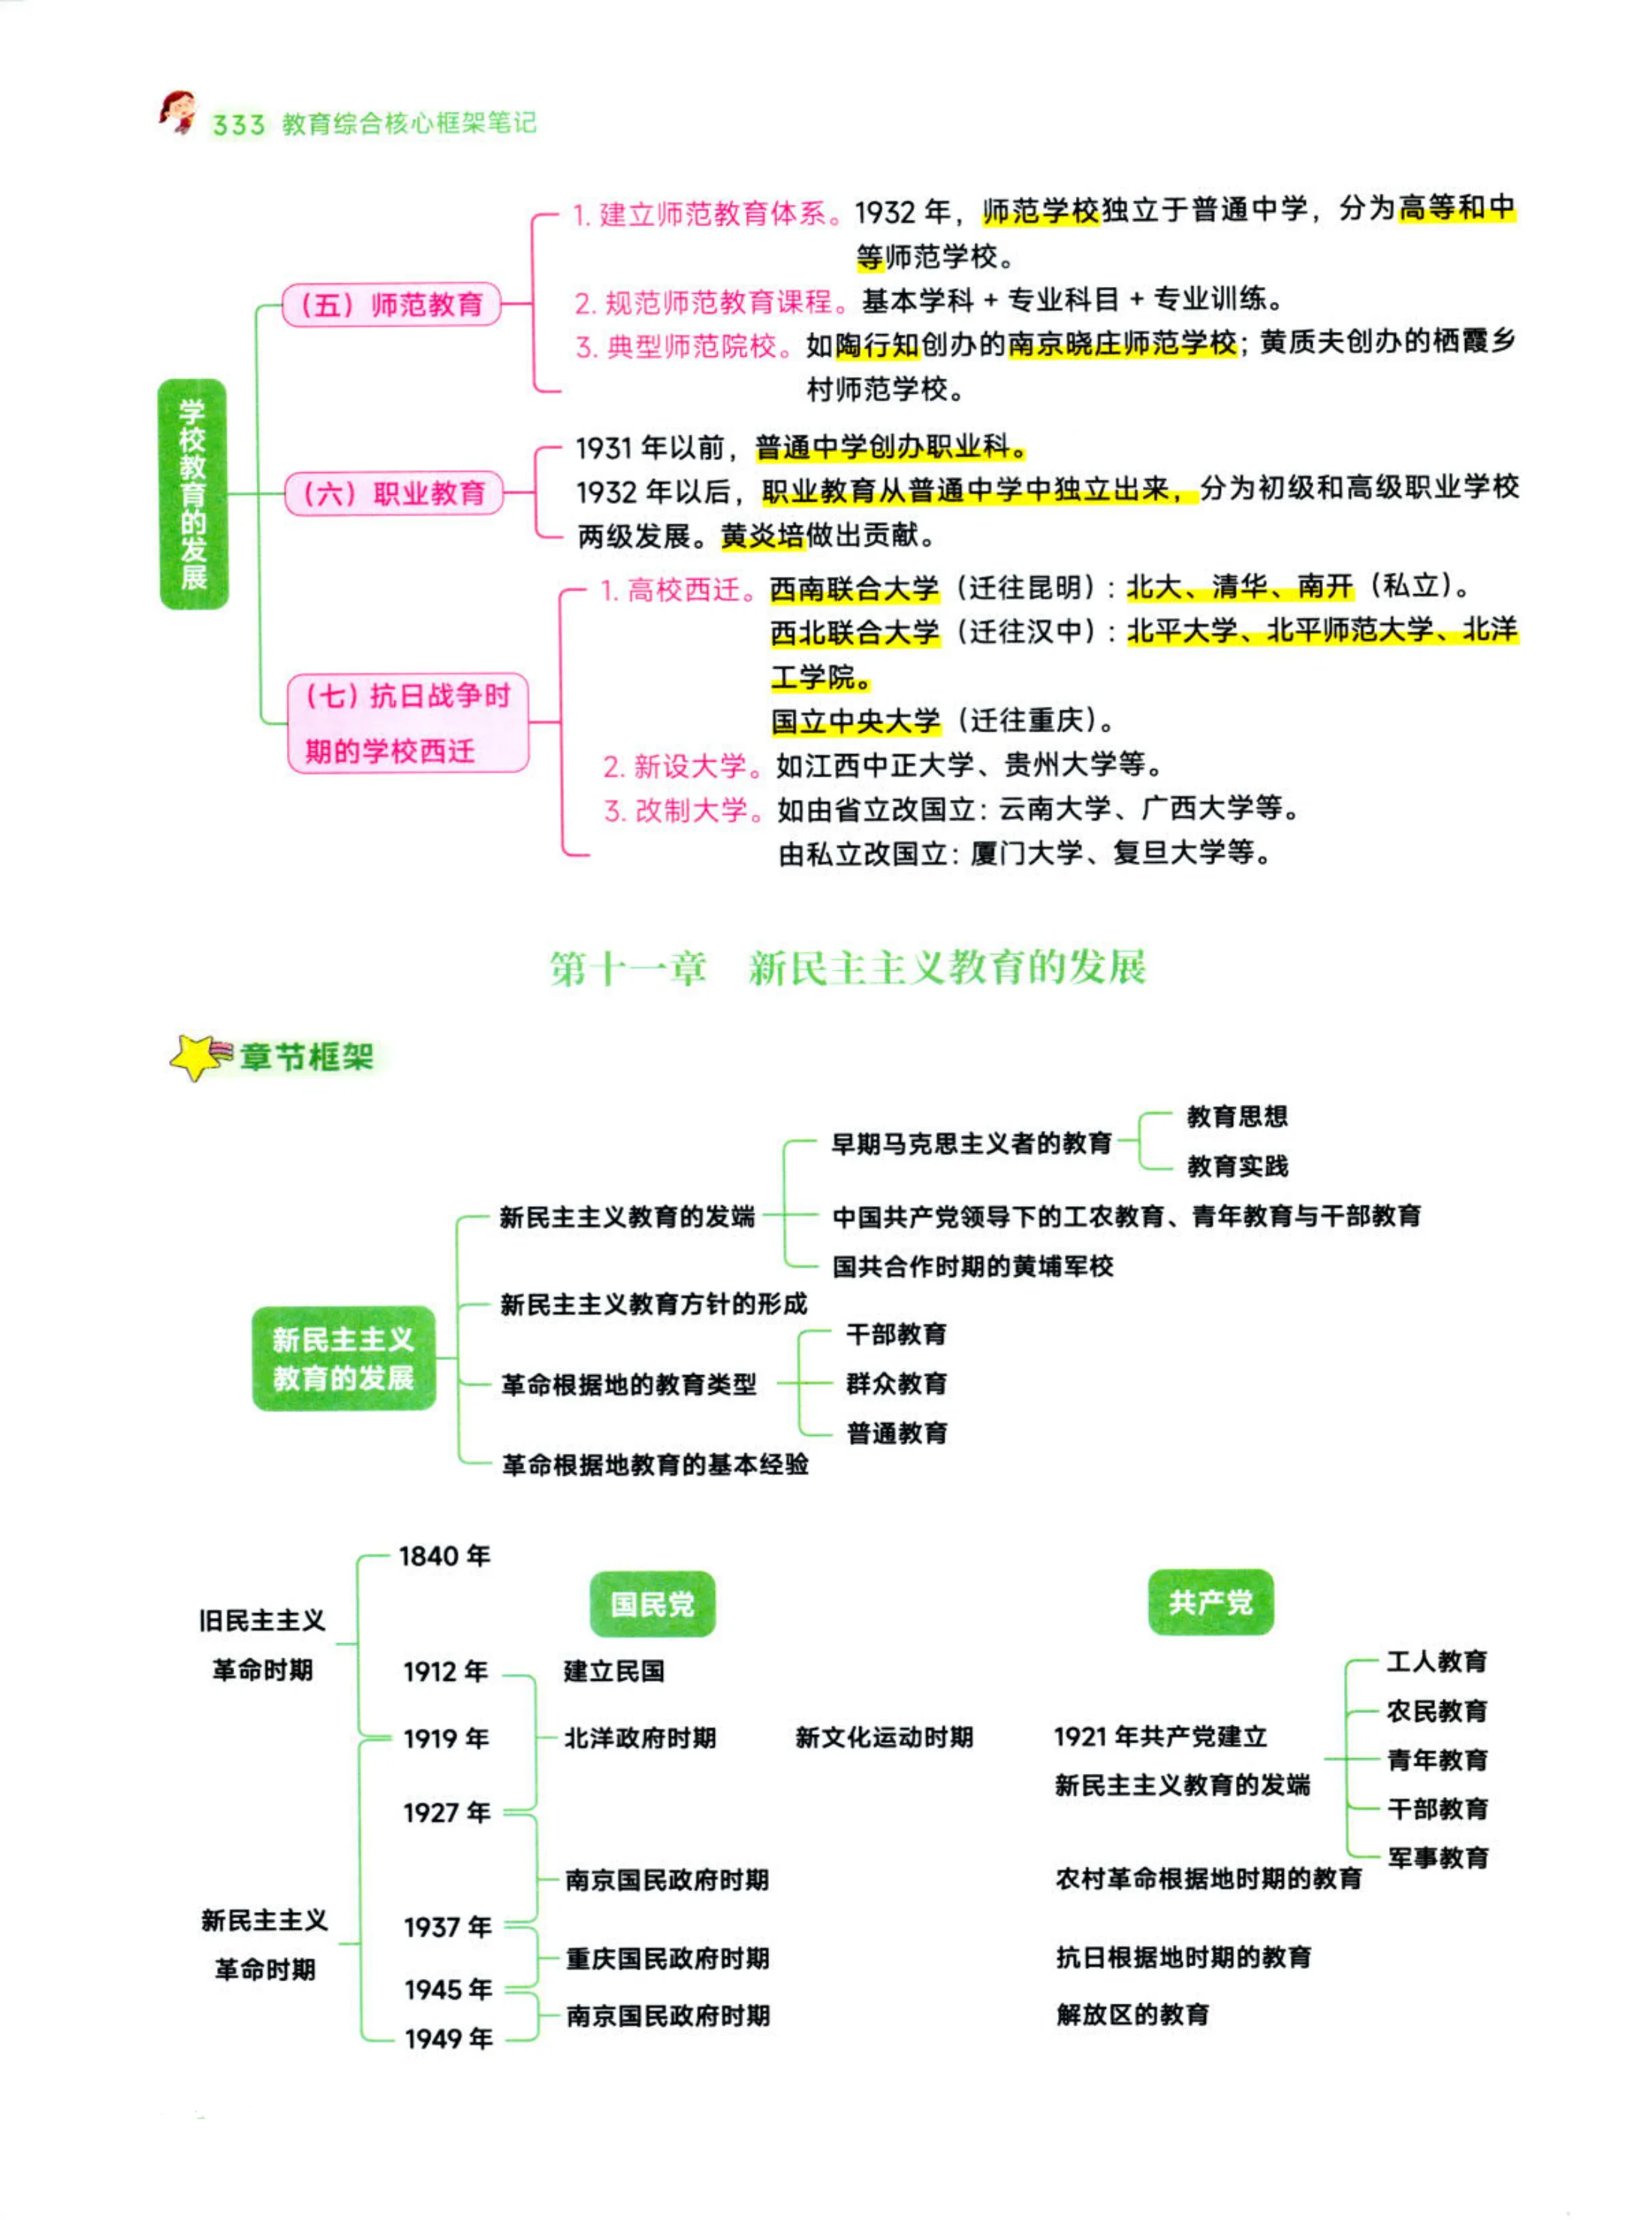 333 教育综合核心框架笔记
学校教育的发展
（五）师范教育
1. 建立师范教育体系。1932 年，师范学校独立于普通中学，分为高等和中
等师范学校。
2. 规范师范教育课程。基本学科 + 专业科目 + 专业训练。
3. 典型师范院校。如陶行知创办的南京晓庄师范学校；黄质夫创办的栖霞乡
村师范学校。
（六）职业教育
1931 年以前，普通中学创办职业科。
1932 年以后，职业教育从普通中学中独立出来，分为初级和高级职业学校
两级发展。黄炎培做出贡献。
（七）抗日战争时
期的学校西迁
1. 高校西迁。西南联合大学（迁往昆明）：北大、清华、南开（私立）。
西北联合大学（迁往汉中）：北平大学、北平师范大学、北洋
工学院。
国立中央大学（迁往重庆）。
2. 新设大学。如江西中正大学、贵州大学等。
3. 改制大学。如由省立改国立：云南大学、广西大学等。
由私立改国立：厦门大学、复旦大学等。
第十一章 新民主主义教育的发展
章节框架
新民主主义
教育的发展
新民主主义教育的发端
早期马克思主义者的教育
教育思想
教育实践
中国共产党领导下的工农教育、青年教育与干部教育
国共合作时期的黄埔军校
新民主主义教育方针的形成
革命根据地的教育类型
干部教育
群众教育
普通教育
革命根据地教育的基本经验
旧民主主义
革命时期
1840 年
国民党
共产党
1912 年 建立民国
1919 年 北洋政府时期 新文化运动时期 1921 年共产党建立
新民主主义教育的发端
工人教育
农民教育
青年教育
干部教育
军事教育
1927 年
南京国民政府时期 农村革命根据地时期的教育
新民主主义
革命时期
1937 年
重庆国民政府时期 抗日根据地时期的教育
1945 年
南京国民政府时期 解放区的教育
1949 年